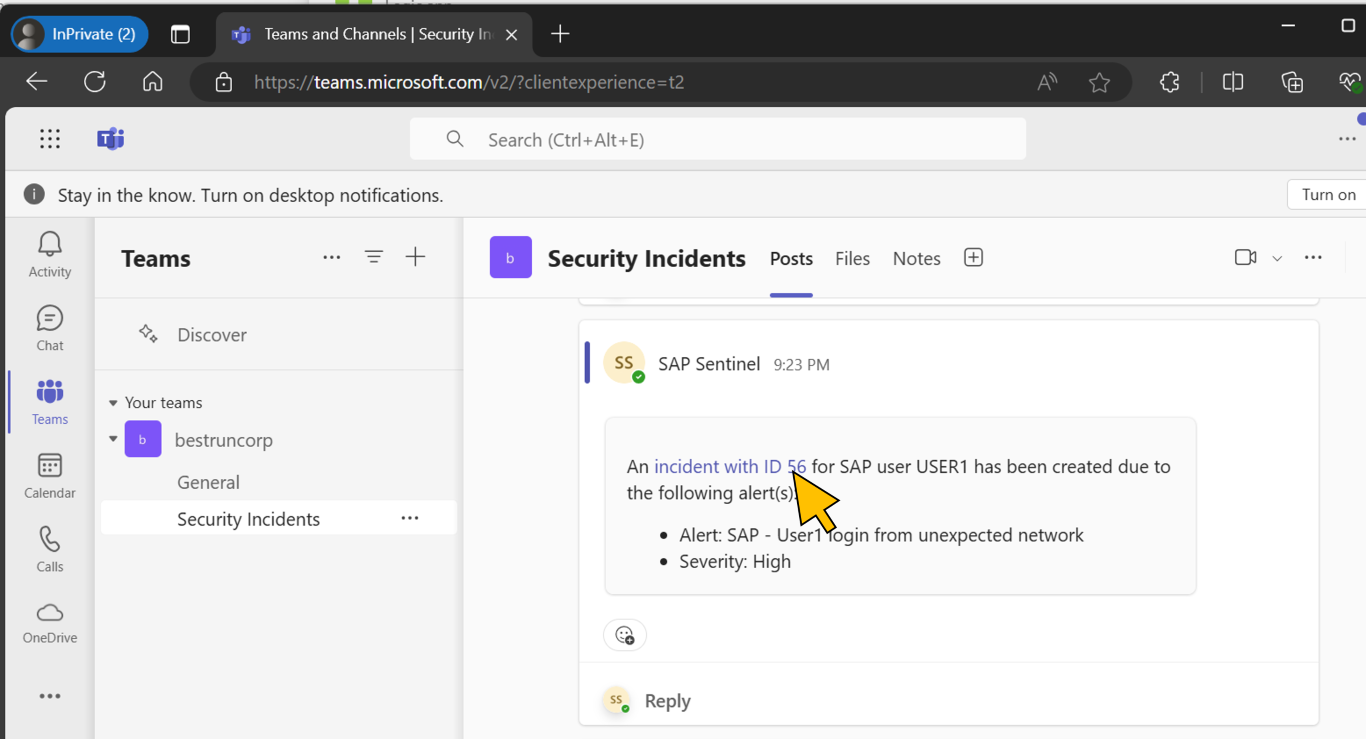 InPrivate (2)
Teams and Channels | Security In
https://teams.microsoft.com/v2/?clientexperience=t2
Search (Ctrl+Alt+E)
Stay in the know. Turn on desktop notifications.
Turn on
Activity
Chat
Teams
Calendar
Calls
OneDrive
Teams
Discover
Your teams
b
bestruncorp
General
Security Incidents
b
Security Incidents
Posts
Files
Notes
SS
SAP Sentinel
9:23 PM
An incident with ID 56 for SAP user USER1 has been created due to
the following alert(s)
• Alert: SAP - User1 login from unexpected network
• Severity: High
SS
Reply